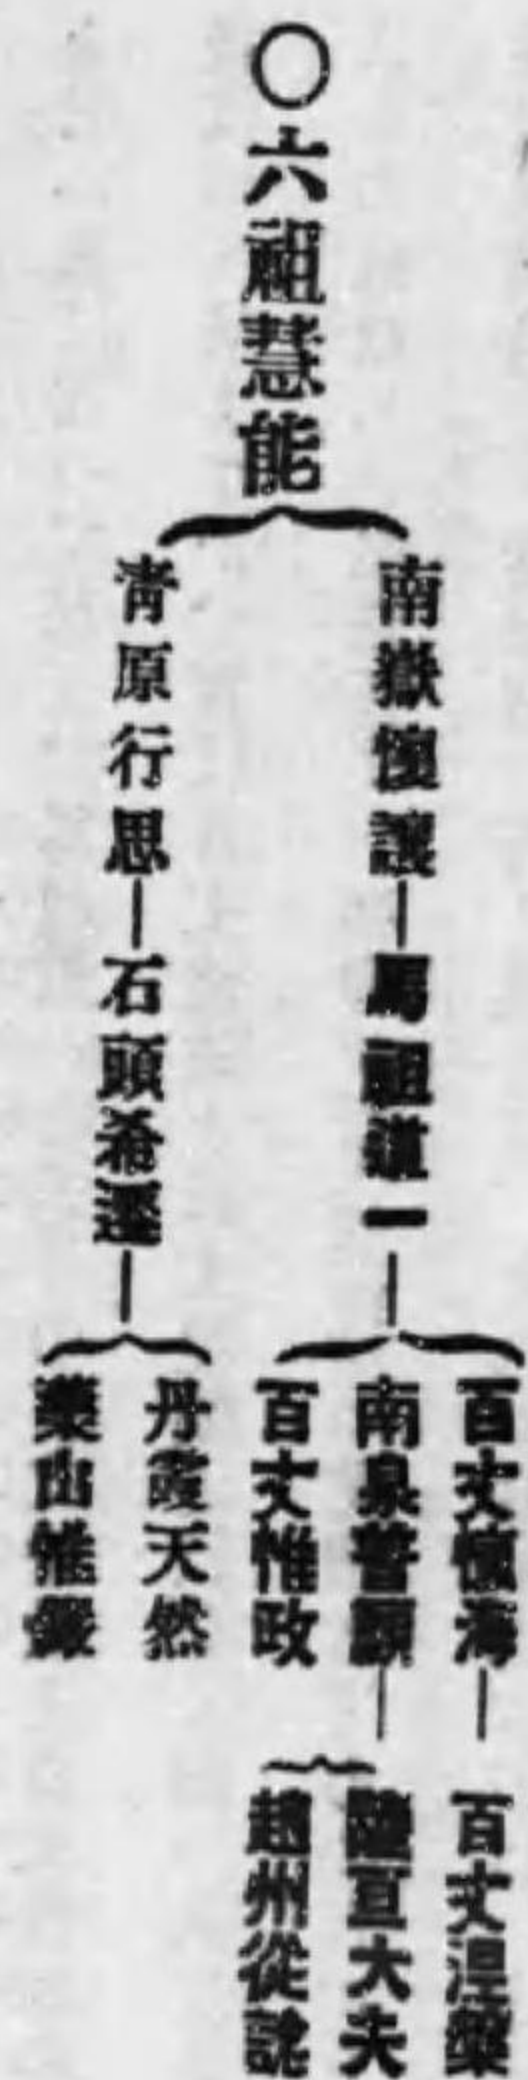 ○六祖慧能
南嶽懷讓
馬祖道一
百丈懷海
百丈涅槃
南泉普願
陸亘大夫
趙州從諗
百丈惟政
青原行思
石頭希遷
丹霞天然
藥山惟儼